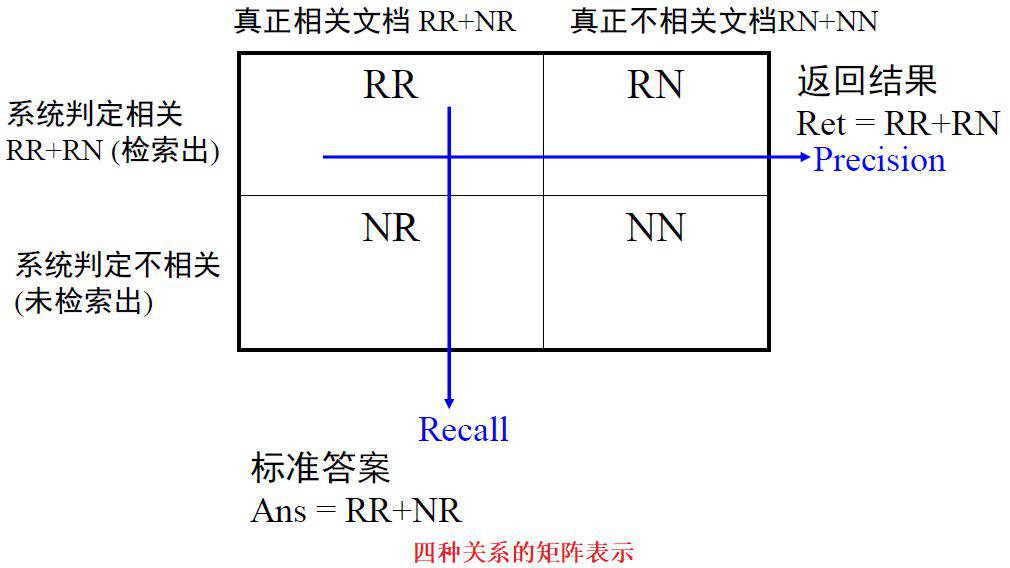 真正相关文档 RR+NR
真正不相关文档RN+NN
系统判定相关
RR+RN (检索出)
RR
RN
返回结果
Ret = RR+RN
Precision
系统判定不相关
(未检索出)
NR
NN
Recall
标准答案
Ans = RR+NR
四种关系的矩阵表示